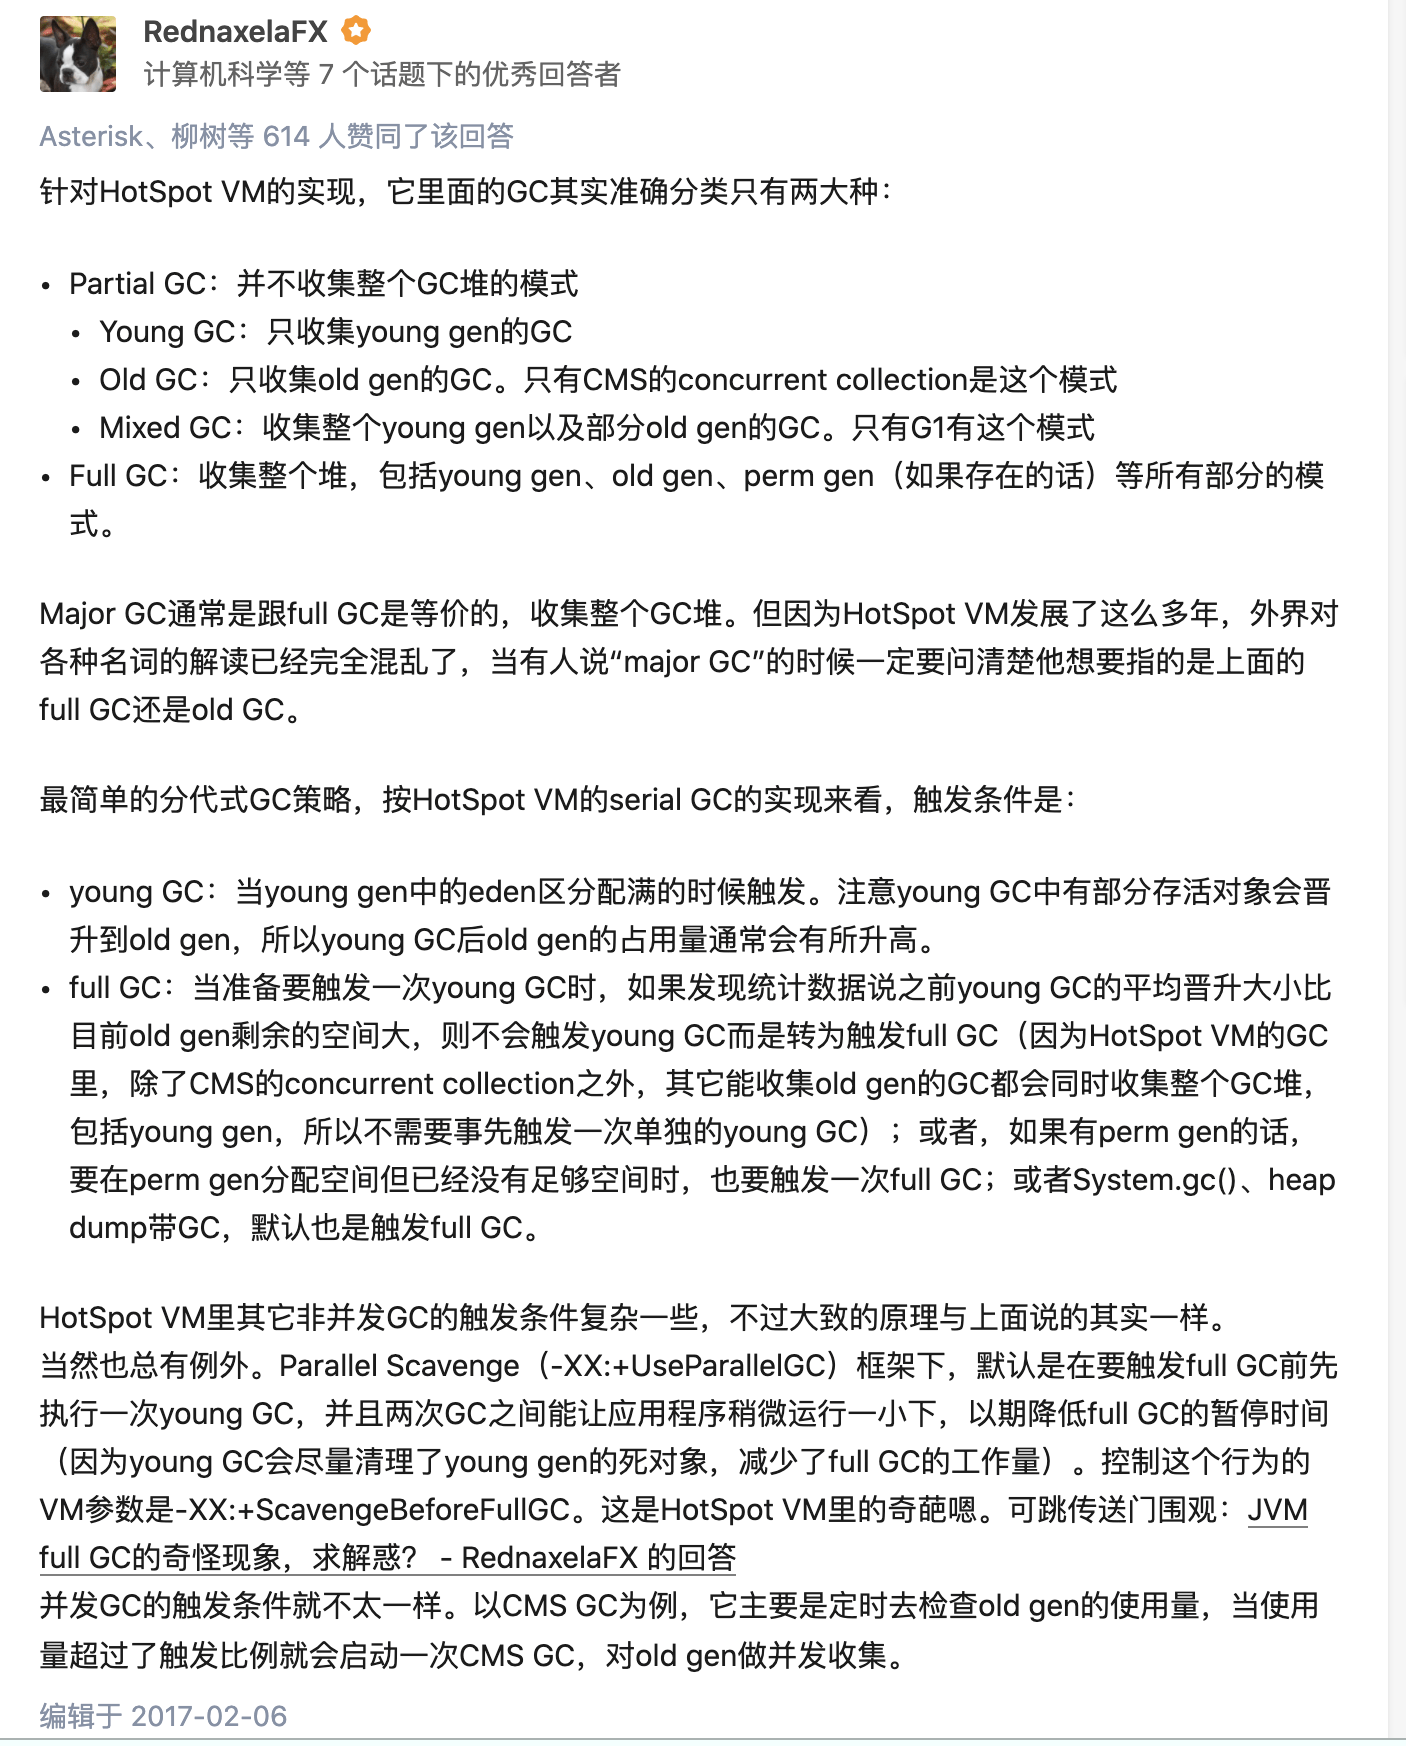 RednaxelaFX
计算机科学等 7 个话题下的优秀回答者
Asterisk、柳树等 614 人赞同了该回答
针对HotSpot VM的实现，它里面的GC其实准确分类只有两大种：
• Partial GC：并不收集整个GC堆的模式
• Young GC：只收集young gen的GC
• Old GC：只收集old gen的GC。只有CMS的concurrent collection是这个模式
• Mixed GC：收集整个young gen以及部分old gen的GC。只有G1有这个模式
• Full GC：收集整个堆，包括young gen、old gen、perm gen（如果存在的话）等所有部分的模
式。
Major GC通常是跟full GC是等价的，收集整个GC堆。但因为HotSpot VM发展了这么多年，外界对
各种名词的解读已经完全混乱了，当有人说“major GC”的时候一定要问清楚他想要指的是上面的
full GC还是old GC。
最简单的分代式GC策略，按HotSpot VM的serial GC的实现来看，触发条件是：
• young GC：当young gen中的eden区分配满的时候触发。注意young GC中有部分存活对象会晋
升到old gen，所以young GC后old gen的占用量通常会有所升高。
• full GC：当准备要触发一次young GC时，如果发现统计数据说之前young GC的平均晋升大小比
目前old gen剩余的空间大，则不会触发young GC而是转为触发full GC（因为HotSpot VM的GC
里，除了CMS的concurrent collection之外，其它能收集old gen的GC都会同时收集整个GC堆，
包括young gen，所以不需要事先触发一次单独的young GC）；或者，如果有perm gen的话，
要在perm gen分配空间但已经没有足够空间时，也要触发一次full GC；或者System.gc()、heap
dump带GC，默认也是触发full GC。
HotSpot VM里其它非并发GC的触发条件复杂一些，不过大致的原理与上面说的其实一样。
当然也总有例外。Parallel Scavenge（-XX:+UseParallelGC）框架下，默认是在要触发full GC前先
执行一次young GC，并且两次GC之间能让应用程序稍微运行一小下，以期降低full GC的暂停时间
（因为young GC会尽量清理了young gen的死对象，减少了full GC的工作量）。控制这个行为的
VM参数是-XX:+ScavengeBeforeFullGC。这是HotSpot VM里的奇葩嗯。可跳传送门围观：JVM
full GC的奇怪现象，求解惑？ - RednaxelaFX 的回答
并发GC的触发条件就不太一样。以CMS GC为例，它主要是定时去检查old gen的使用量，当使用
量超过了触发比例就会启动一次CMS GC，对old gen做并发收集。
编辑于 2017-02-06